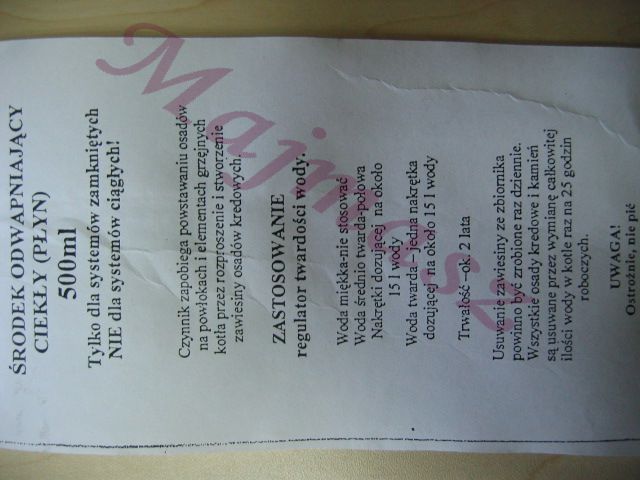 ŚRODEK ODWAPNIAJĄCY
CIEKŁY (PŁYN)
500ml
Tylko dla systemów zamkniętych
NIE dla systemów ciągłych!
Czynnik zapobiega powstawaniu osadów
na powłokach i elementach grzejnych
kotła przez rozproszenie i stworzenie
zawiesiny osadów kredowych.
ZASTOSOWANIE
regulator twardości wody.
Woda miękka-nie stosować
Woda średnio twarda-połowa
Nakrętki dozującej na około
15 l wody
Woda twarda – jedna nakrętka
dozującej na około 15 l wody
Trwałość –ok. 2 lata
Usuwanie zawiesiny ze zbiornika
powinno być zrobione raz dziennie.
Wszystkie osady kredowe i kamień
są usuwane przez wymianę całkowitej
ilości wody w kotle raz na 25 godzin
roboczych.
UWAGA!
Ostrożnie, nie pić
Majmesz